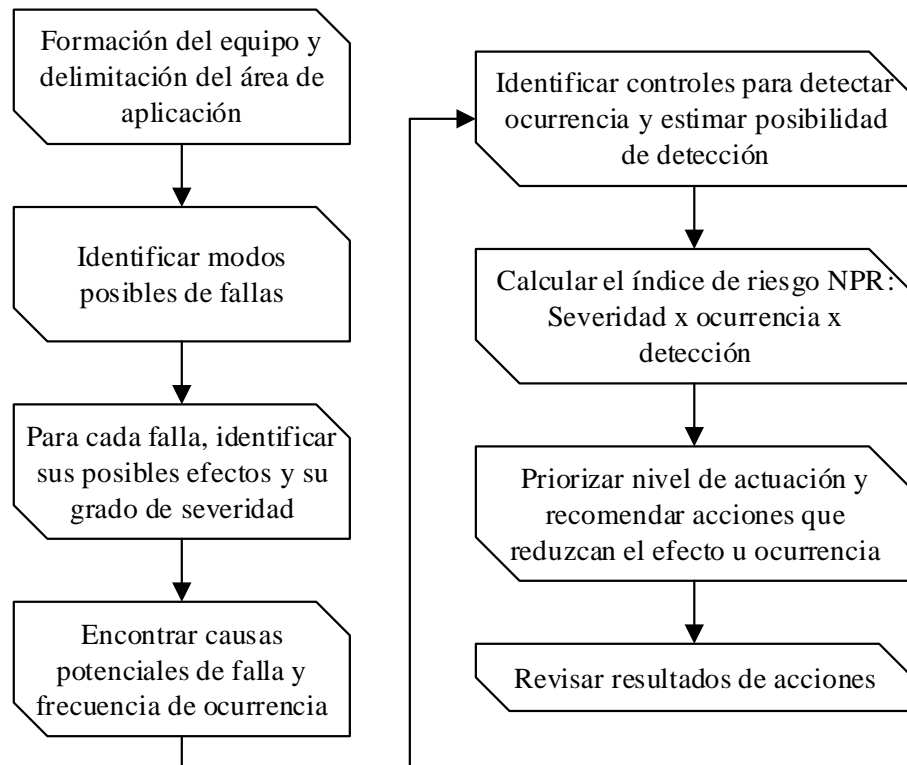 Formación del equipo y
delimitación del área de
aplicación
Identificar modos
posibles de fallas
Para cada falla, identificar
sus posibles efectos y su
grado de severidad
Encontrar causas
potenciales de falla y
frecuencia de ocurrencia
Identificar controles para detectar
ocurrencia y estimar posibilidad
de detección
Calcular el índice de riesgo NPR:
Severidad x ocurrencia x
detección
Priorizar nivel de actuación y
recomendar acciones que
reduzcan el efecto u ocurrencia
Revisar resultados de acciones